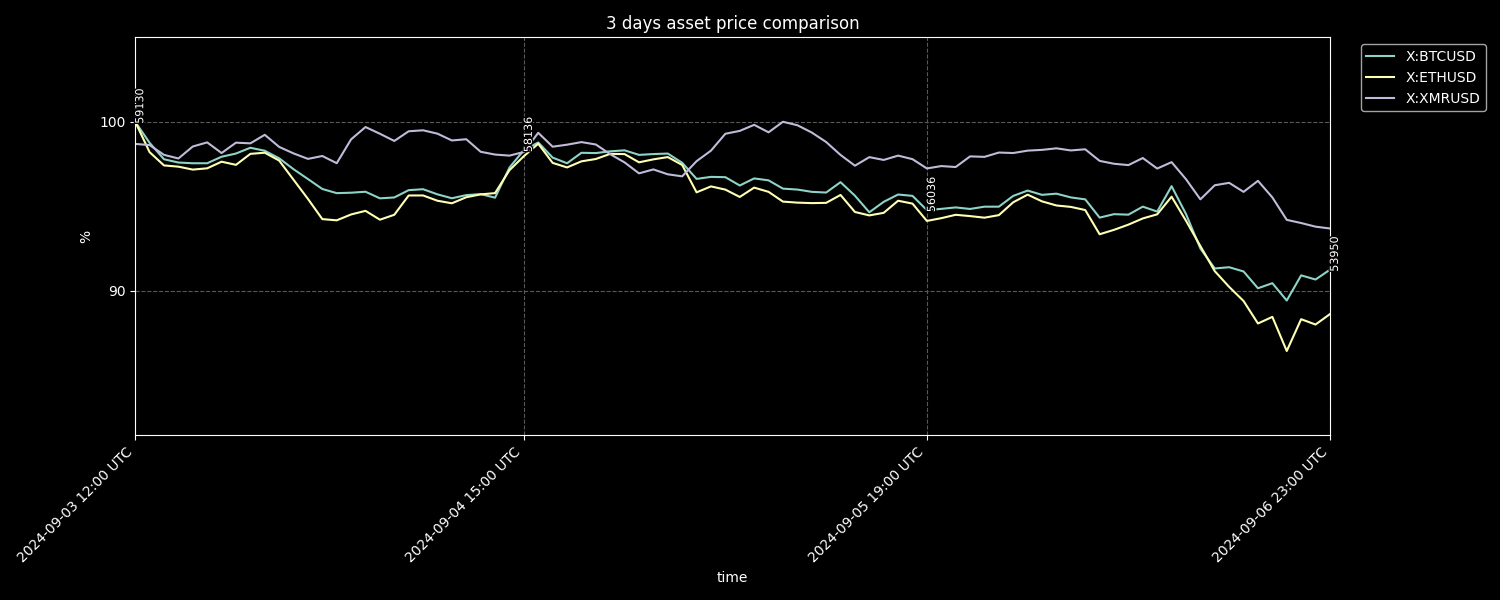 3 days asset price comparison
X:BTCUSD
X:ETHUSD
X:XMRUSD
59130
58136
56036
53950
100
90
%
2024-09-03 12:00 UTC
2024-09-04 15:00 UTC
2024-09-05 19:00 UTC
2024-09-06 23:00 UTC
time